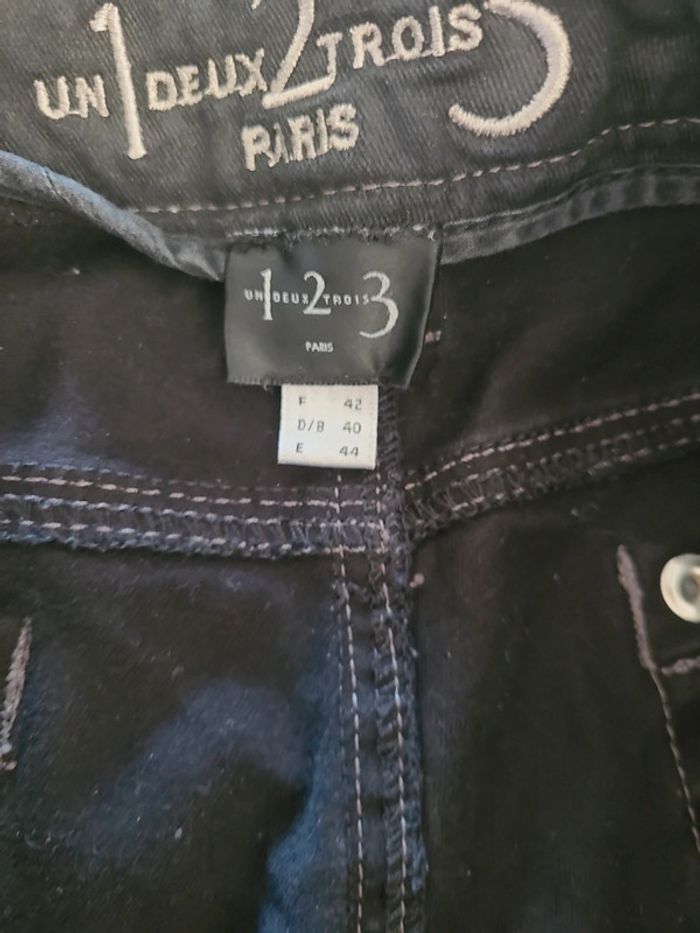 UN 1 DEUX 2 TROIS 3
PARIS
UN 1 DEUX 2 TROIS 3
PARIS
F 42
D/B 40
E 44